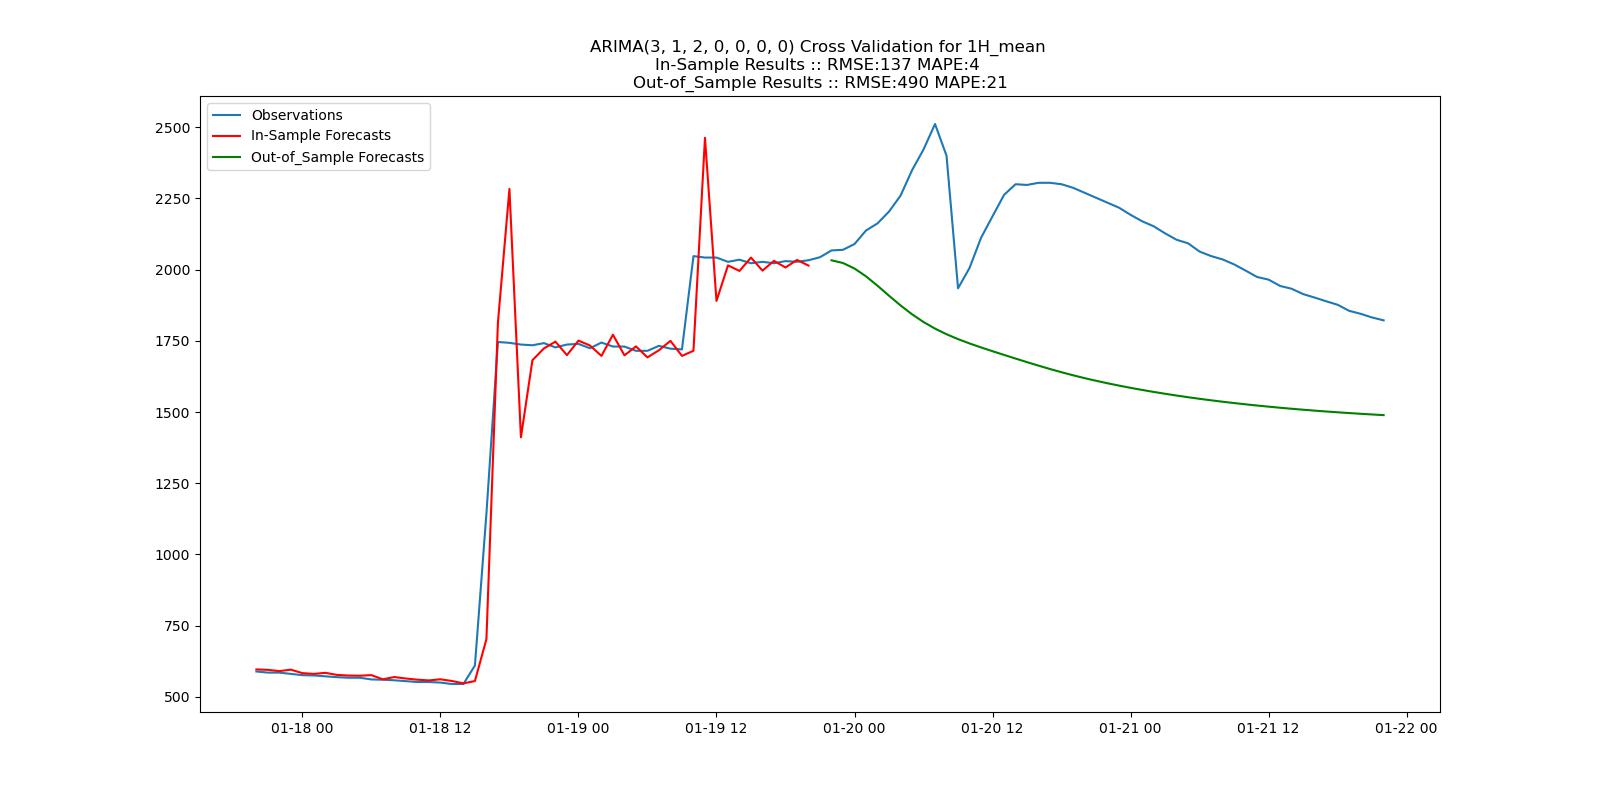 ARIMA(3, 1, 2, 0, 0, 0, 0) Cross Validation for 1H_mean
In-Sample Results :: RMSE:137 MAPE:4
Out-of_Sample Results :: RMSE:490 MAPE:21
Observations
In-Sample Forecasts
Out-of_Sample Forecasts
2500
2250
2000
1750
1500
1250
1000
750
500
01-18 00 01-18 12 01-19 00 01-19 12 01-20 00 01-20 12 01-21 00 01-21 12 01-22 00